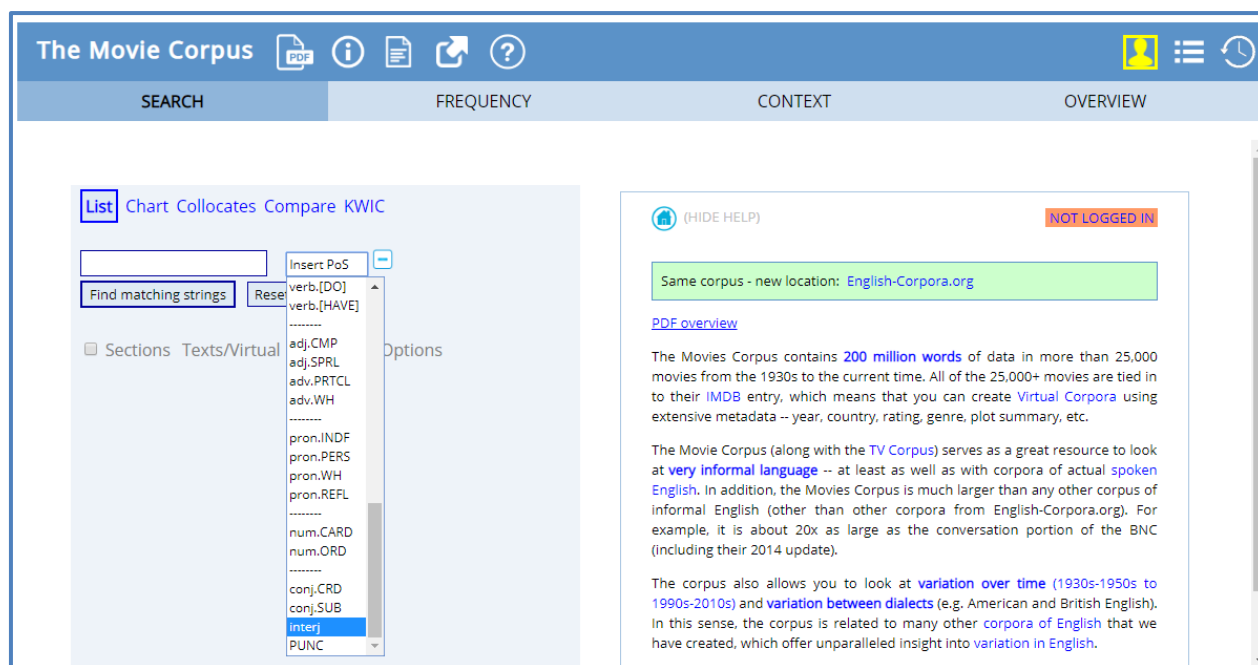 The Movie Corpus PDF
SEARCH FREQUENCY CONTEXT OVERVIEW
List Chart Collocates Compare KWIC
Insert PoS
Find matching strings Rese
verb.[DO]
verb.[HAVE]
--------
adj.CMP
adj.SPRL
adv.PRTCL
adv.WH
--------
pron.INDF
pron.PERS
pron.WH
pron.REFL
--------
num.CARD
num.ORD
--------
conj.CRD
conj.SUB
interj
PUNC
Sections Texts/Virtual Options
(HIDE HELP) NOT LOGGED IN
Same corpus - new location: English-Corpora.org
PDF overview
The Movies Corpus contains 200 million words of data in more than 25,000
movies from the 1930s to the current time. All of the 25,000+ movies are tied in
to their IMDB entry, which means that you can create Virtual Corpora using
extensive metadata -- year, country, rating, genre, plot summary, etc.
The Movie Corpus (along with the TV Corpus) serves as a great resource to look
at very informal language -- at least as well as with corpora of actual spoken
English. In addition, the Movies Corpus is much larger than any other corpus of
informal English (other than other corpora from English-Corpora.org). For
example, it is about 20x as large as the conversation portion of the BNC
(including their 2014 update).
The corpus also allows you to look at variation over time (1930s-1950s to
1990s-2010s) and variation between dialects (e.g. American and British English).
In this sense, the corpus is related to many other corpora of English that we
have created, which offer unparalleled insight into variation in English.